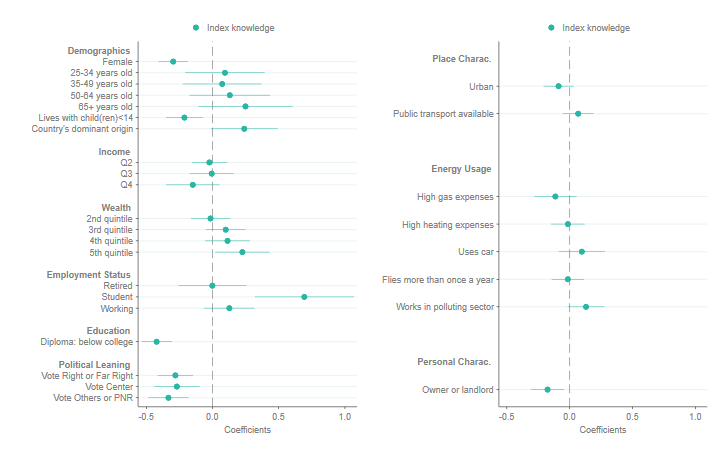 Index knowledge
Demographics
Female
25-34 years old
35-49 years old
50-64 years old
65+ years old
Lives with child(ren)<14
Country's dominant origin
Income
Q2
Q3
Q4
Wealth
2nd quintile
3rd quintile
4th quintile
5th quintile
Employment Status
Retired
Student
Working
Education
Diploma: below college
Political Leaning
Vote Right or Far Right
Vote Center
Vote Others or PNR
-0.5 0.0 0.5 1.0
Coefficients
Index knowledge
Place Charac.
Urban
Public transport available
Energy Usage
High gas expenses
High heating expenses
Uses car
Flies more than once a year
Works in polluting sector
Personal Charac.
Owner or landlord
-0.5 0.0 0.5 1.0
Coefficients